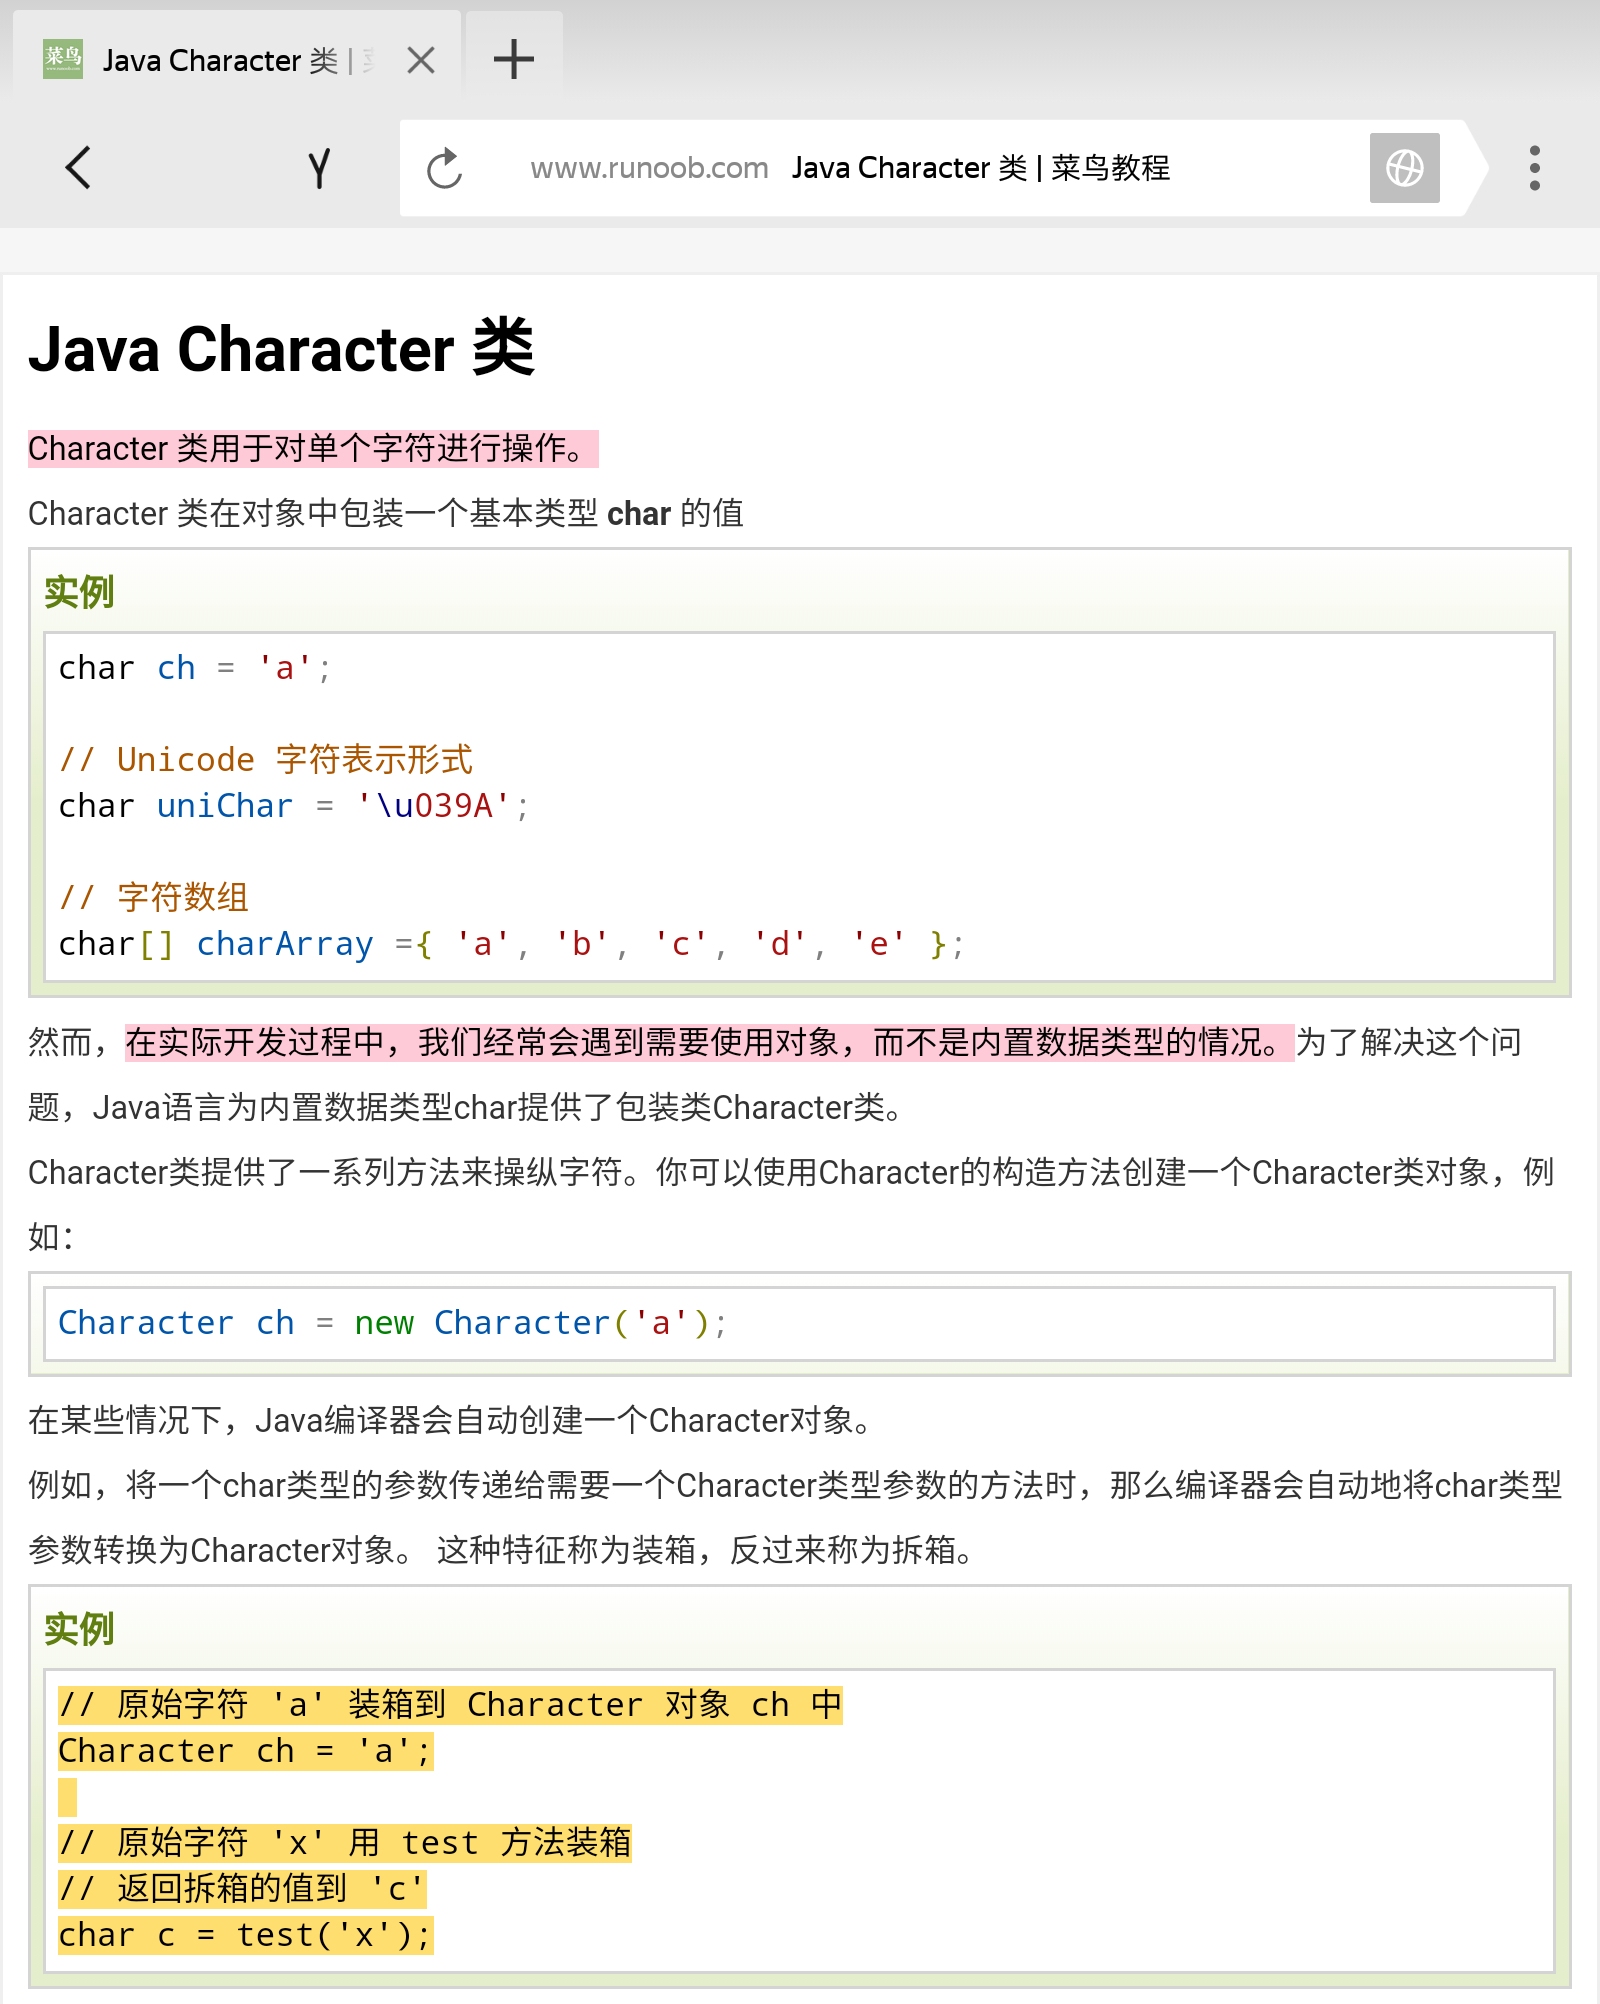 Java Character 类 |
www.runoob.com Java Character 类 | 菜鸟教程
Java Character 类
Character 类用于对单个字符进行操作。
Character 类在对象中包装一个基本类型 char 的值
实例
char ch = 'a';
// Unicode 字符表示形式
char uniChar = '\u039A';
// 字符数组
char[] charArray ={ 'a', 'b', 'c', 'd', 'e' };
然而，在实际开发过程中，我们经常会遇到需要使用对象，而不是内置数据类型的情况。为了解决这个问
题，Java语言为内置数据类型char提供了包装类Character类。
Character类提供了一系列方法来操纵字符。你可以使用Character的构造方法创建一个Character类对象，例
如：
Character ch = new Character('a');
在某些情况下，Java编译器会自动创建一个Character对象。
例如，将一个char类型的参数传递给需要一个Character类型参数的方法时，那么编译器会自动地将char类型
参数转换为Character对象。 这种特征称为装箱，反过来称为拆箱。
实例
// 原始字符 'a' 装箱到 Character 对象 ch 中
Character ch = 'a';
// 原始字符 'x' 用 test 方法装箱
// 返回拆箱的值到 'c'
char c = test('x');